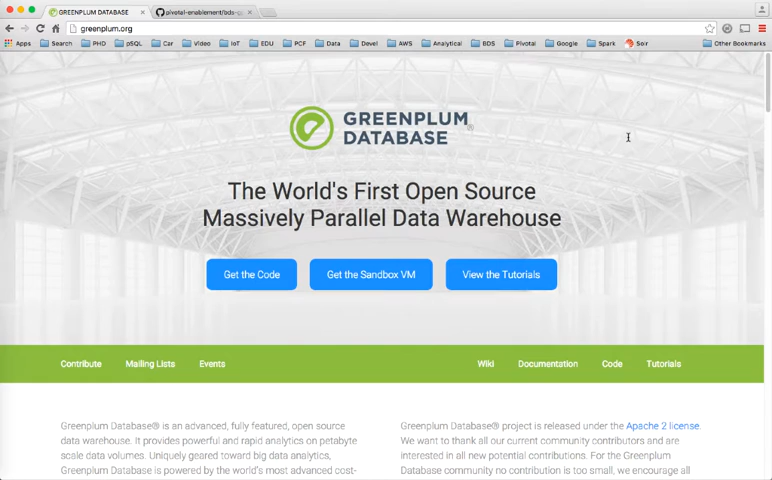 GREENPLUM DATABASE
pivotal-enablement/bds-
greenplum.org
Apps Search PHD pSQL Car Video IoT EDU PCF Data Devel AWS Analytical BDS Pivotal Google Spark Solr Other Bookmarks
GREENPLUM
DATABASE
The World's First Open Source
Massively Parallel Data Warehouse
Get the Code Get the Sandbox VM View the Tutorials
Contribute Mailing Lists Events Wiki Documentation Code Tutorials
Greenplum Database® is an advanced, fully featured, open source
data warehouse. It provides powerful and rapid analytics on petabyte
scale data volumes. Uniquely geared toward big data analytics,
Greenplum Database is powered by the world's most advanced cost-
Greenplum Database® project is released under the Apache 2 license.
We want to thank all our current community contributors and are
interested in all new potential contributions. For the Greenplum
Database community no contribution is too small, we encourage all